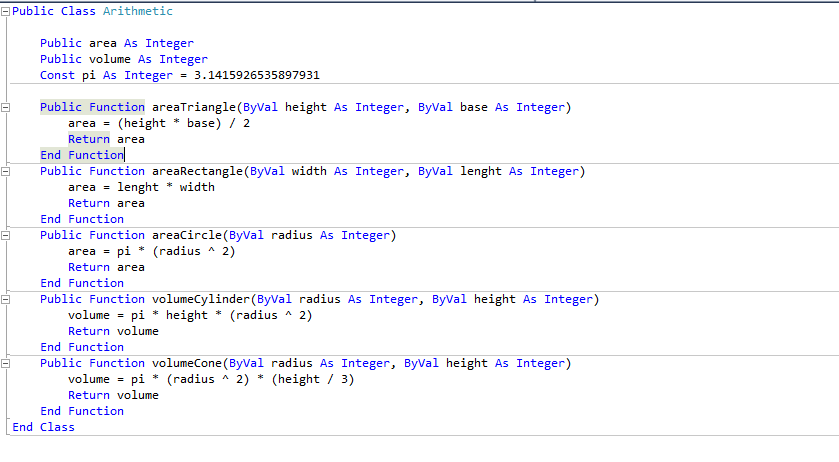 Public Class Arithmetic
Public area As Integer
Public volume As Integer
Const pi As Integer = 3.1415926535897931
Public Function areaTriangle(ByVal height As Integer, ByVal base As Integer)
area = (height * base) / 2
Return area
End Function
Public Function areaRectangle(ByVal width As Integer, ByVal lenght As Integer)
area = lenght * width
Return area
End Function
Public Function areaCircle(ByVal radius As Integer)
area = pi * (radius ^ 2)
Return area
End Function
Public Function volumeCylinder(ByVal radius As Integer, ByVal height As Integer)
volume = pi * height * (radius ^ 2)
Return volume
End Function
Public Function volumeCone(ByVal radius As Integer, ByVal height As Integer)
volume = pi * (radius ^ 2) * (height / 3)
Return volume
End Function
End Class